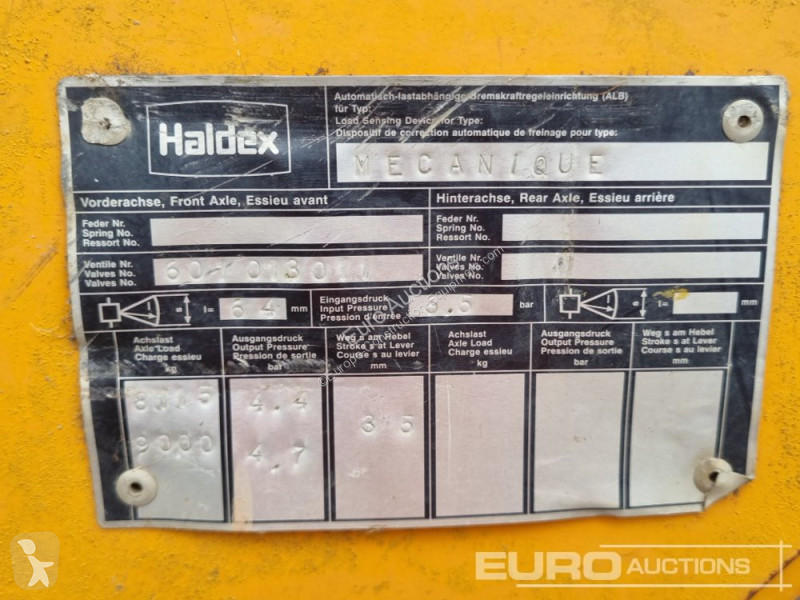 Haldex
Automatisch-lastabhängige-Bremskraftregeleinrichtung (ALB)
für Typ:
Load Sensing Device for Type:
Dispositif de correction automatique de freinage pour type:
MECANIQUE
Vorderachse, Front Axle, Essieu avant
Hinterachse, Rear Axle, Essieu arrière
Feder Nr.
Spring No.
Ressort No.
Feder Nr.
Spring No.
Ressort No.
Ventile Nr.
Valves No.
Valves No.
Ventile Nr.
Valves No.
Valves No.
= l= 64 mm
Eingangsdruck
Input Pressure
Pression d'entrée
6.5 bar
= l= mm
Achslast
Axle Load
Charge essieu
kg
Ausgangsdruck
Output Pressure
Pression de sortie
bar
Weg s am Hebel
Stroke s at Lever
Course s au levier
mm
Achslast
Axle Load
Charge essieu
kg
Ausgangsdruck
Output Pressure
Pression de sortie
bar
Weg s am Hebel
Stroke s at Lever
Course s au levier
mm
4.4
35
9000
4.7
EURO AUCTIONS